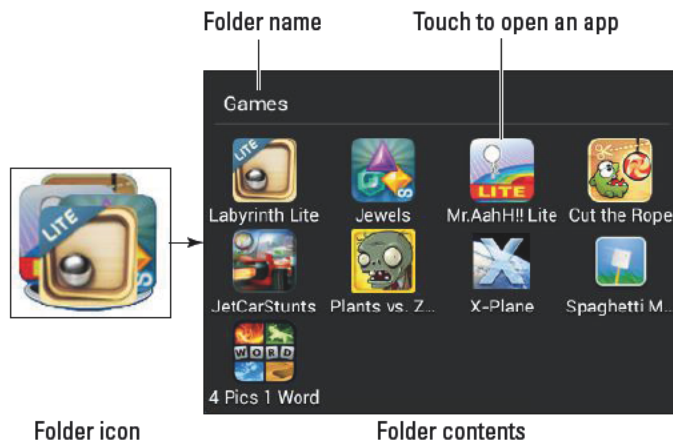 Folder name
Touch to open an app
Games
LITE
LITE
S
LITE
S
Labyrinth Lite
Jewels
Mr.AahH!! Lite
Cut the Rope
X
JetCarStunts
Plants vs. Z...
X-Plane
Spaghetti M...
WORD
4 Pics 1 Word
Folder icon
Folder contents
LITE